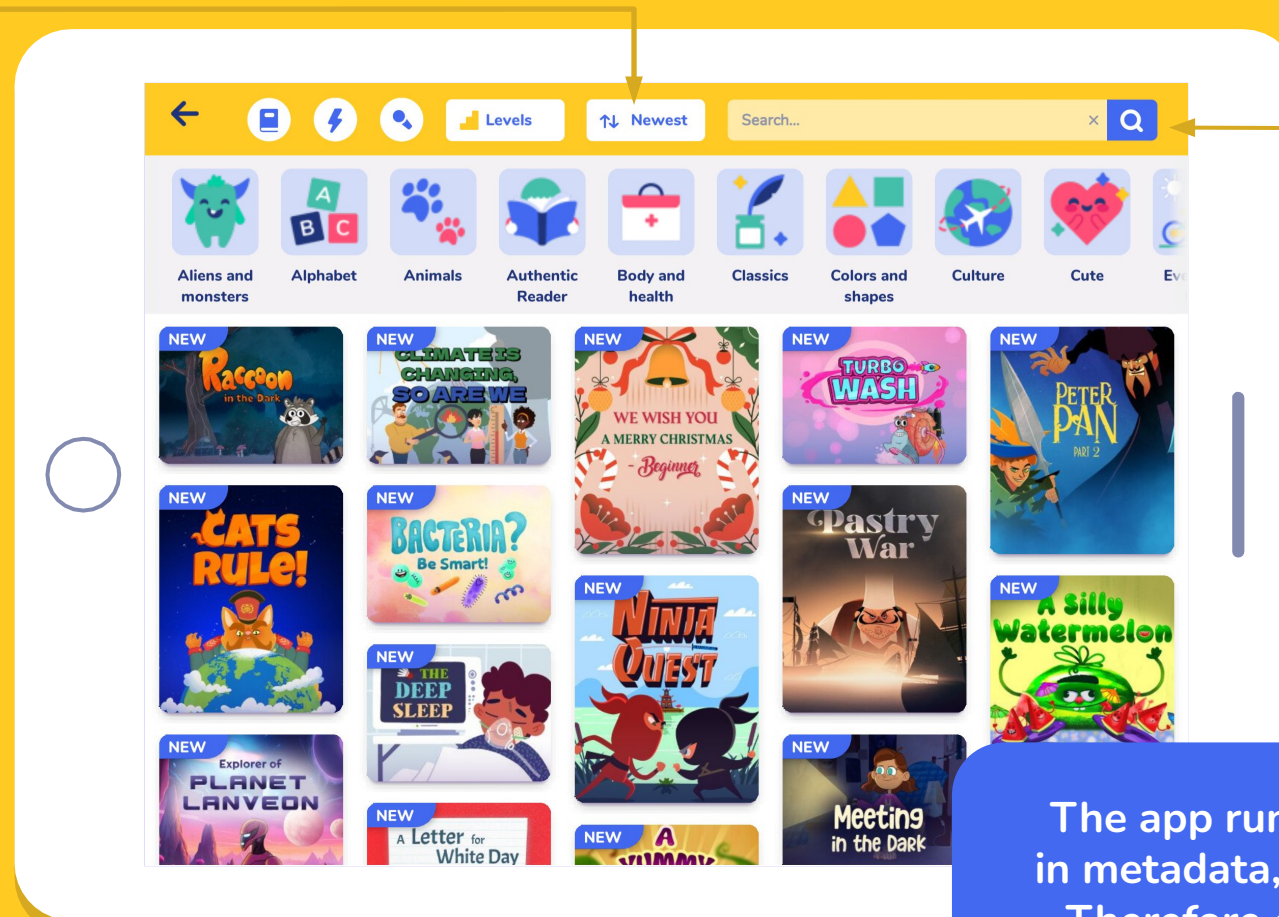 Levels
Newest
Search...
A
B C
Aliens and
monsters
Alphabet
Animals
Authentic
Reader
Body and
health
Classics
Colors and
shapes
Culture
Cute
NEW
Raccoon
in the Dark
NEW
CLIMATE IS
CHANGING,
SO ARE WE
NEW
WE WISH YOU
A MERRY CHRISTMAS
- Beginner
NEW
TURBO
WASH
NEW
PETER
PAN
PART 2
NEW
CATS
RULE!
NEW
BACTERIA?
Be Smart!
NEW
Pastry
War
NEW
NINJA
QUEST
NEW
A Silly
Watermelon
NEW
THE
DEEP
SLEEP
NEW
Explorer of
PLANET
LANVEON
NEW
Meeting
in the Dark
NEW
A Letter for
White Day
NEW
A
YUMMY
The app run
in metadata,
Therefore